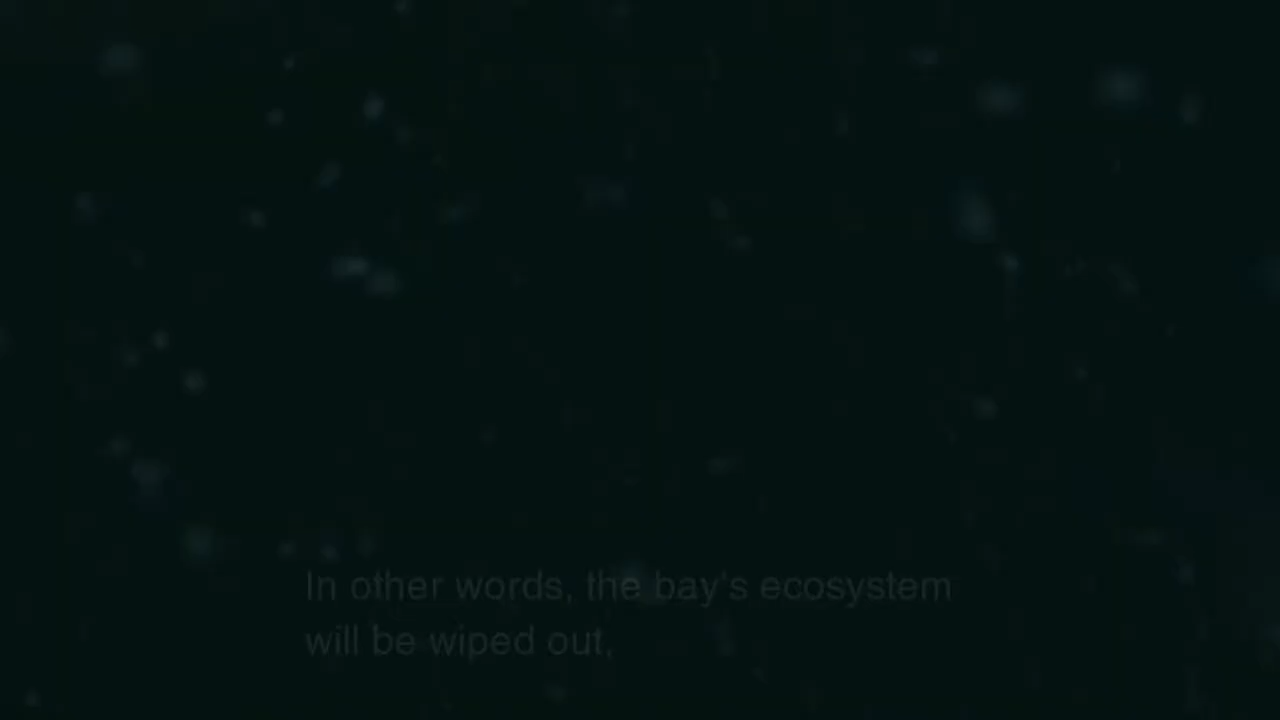 In other words, the bay's ecosystem
will be wiped out,